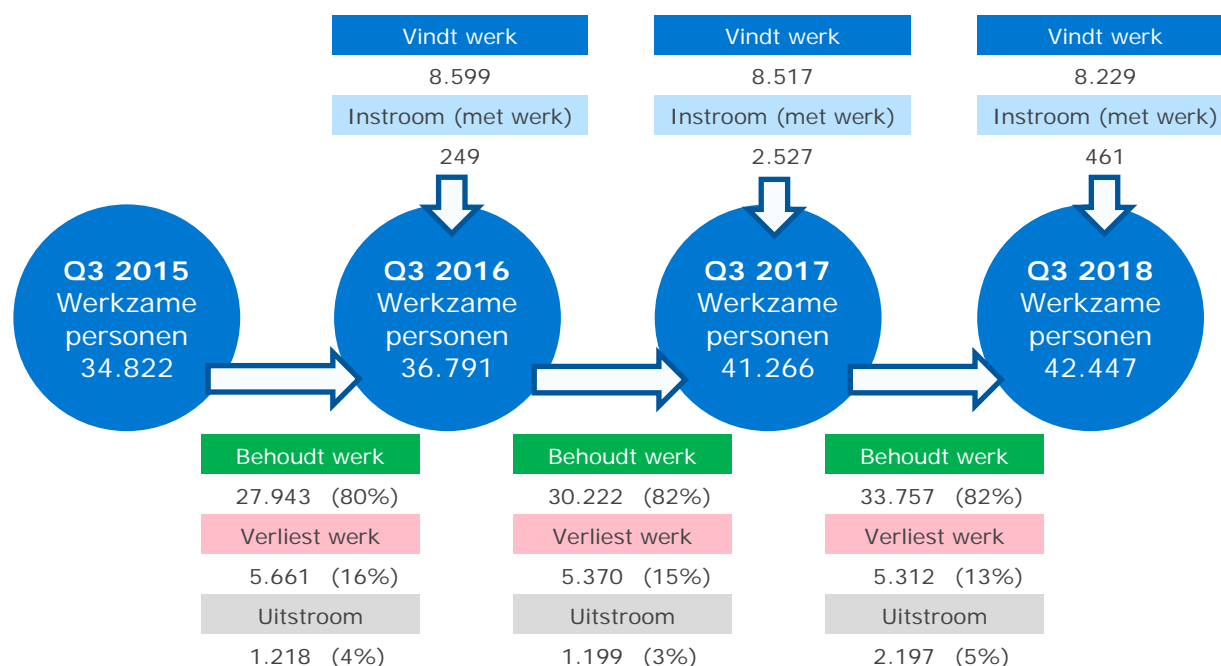 Vindt werk
8.599
Instroom (met werk)
249
Vindt werk
8.517
Instroom (met werk)
2.527
Vindt werk
8.229
Instroom (met werk)
461
Q3 2015
Werkzame
personen
34.822
Q3 2016
Werkzame
personen
36.791
Q3 2017
Werkzame
personen
41.266
Q3 2018
Werkzame
personen
42.447
Behoudt werk
27.943 (80%)
Verliest werk
5.661 (16%)
Uitstroom
1.218 (4%)
Behoudt werk
30.222 (82%)
Verliest werk
5.370 (15%)
Uitstroom
1.199 (3%)
Behoudt werk
33.757 (82%)
Verliest werk
5.312 (13%)
Uitstroom
2.197 (5%)